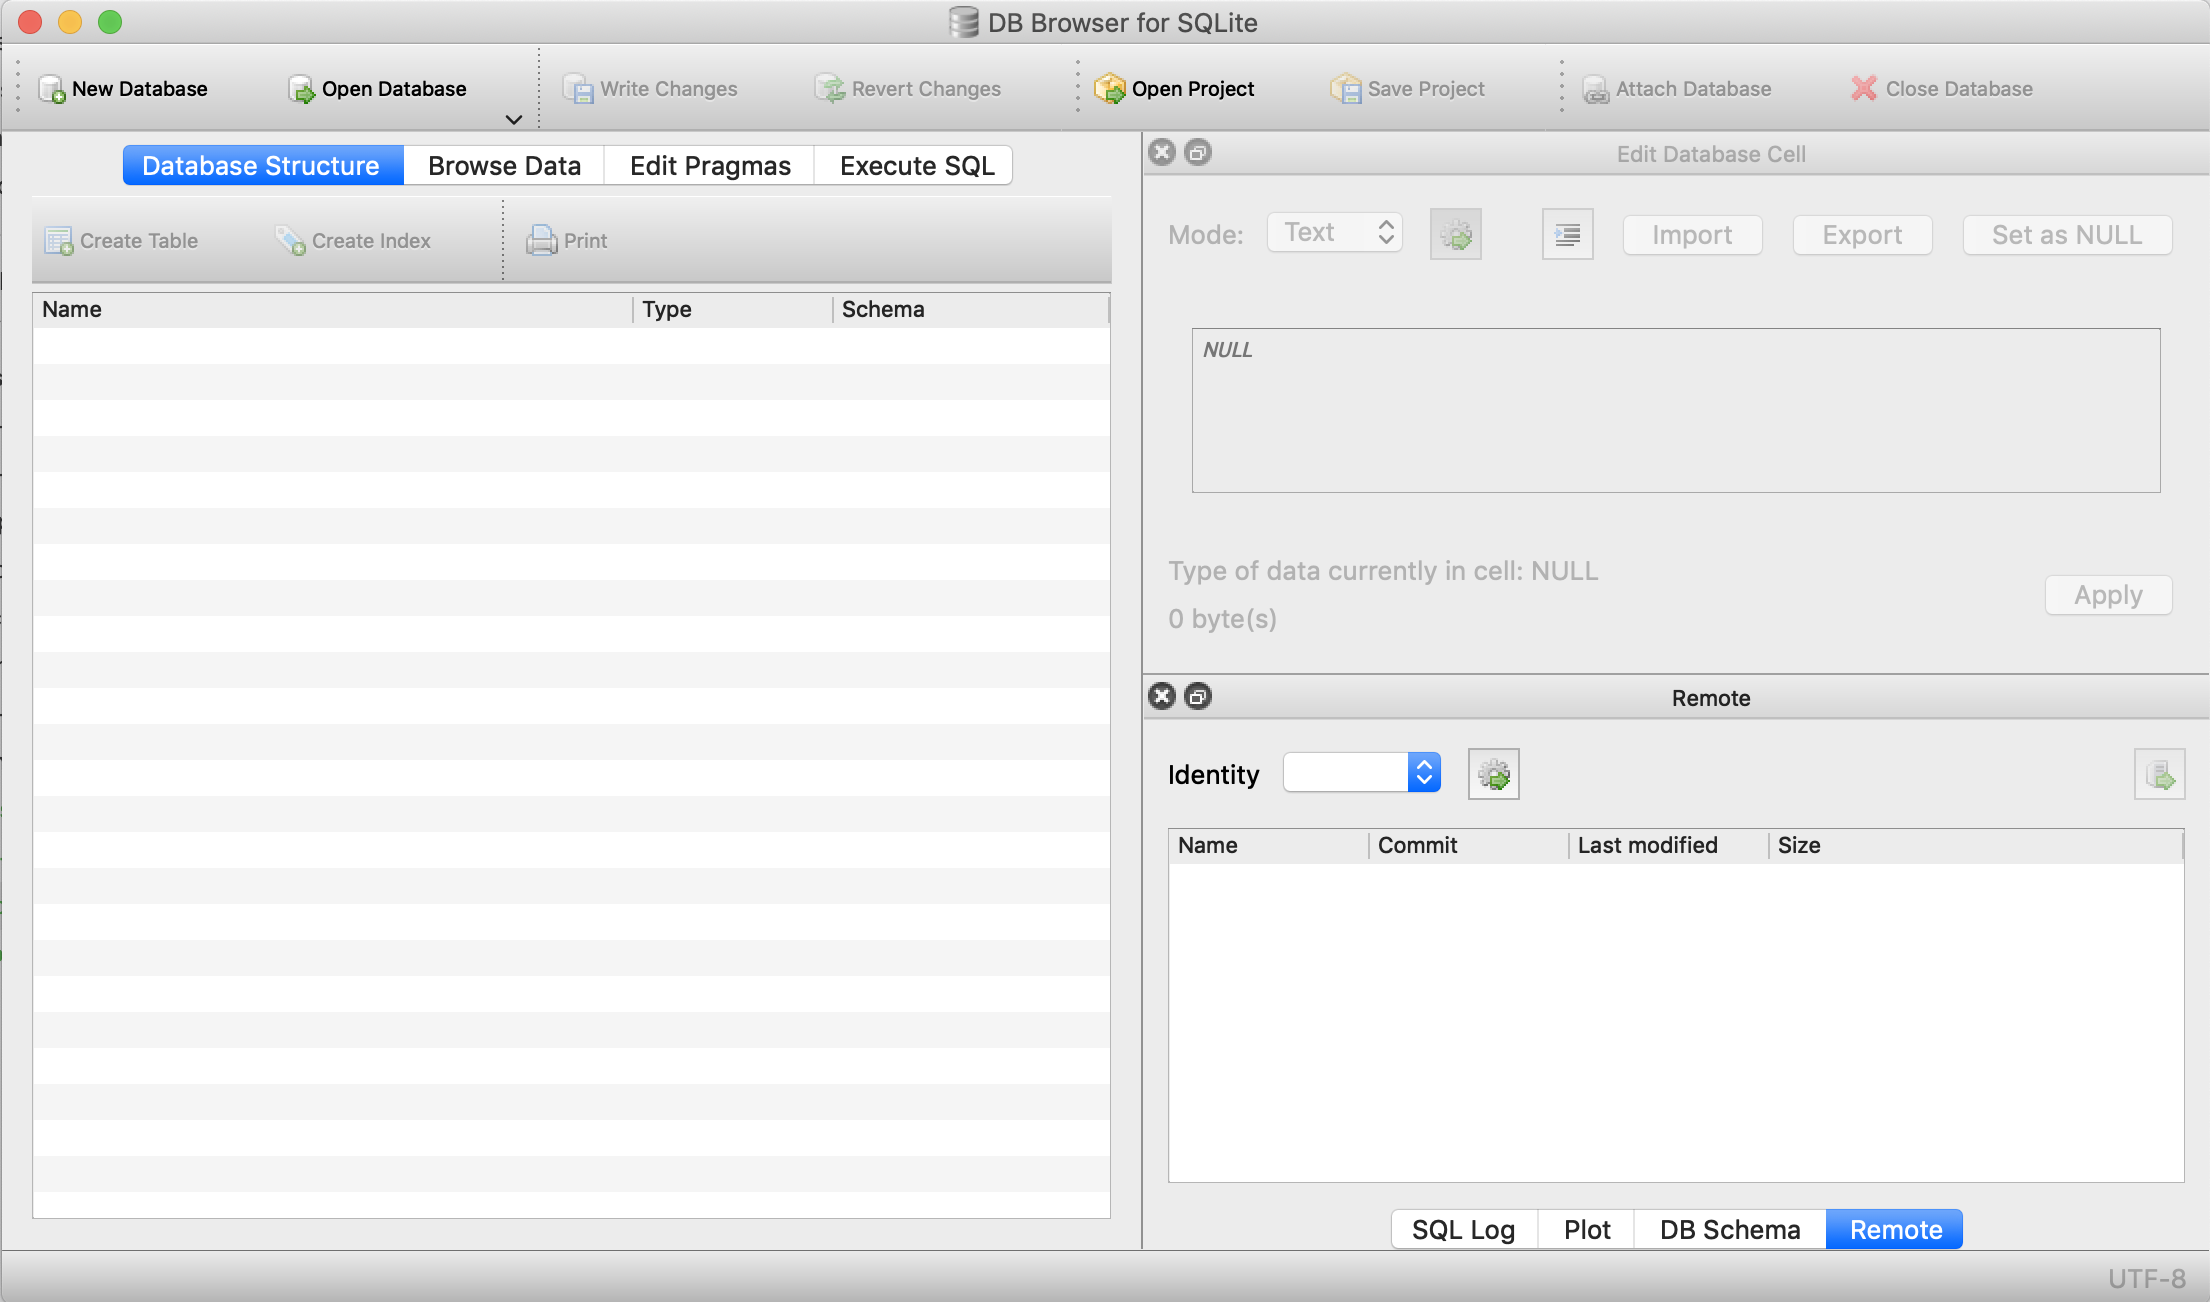 DB Browser for SQLite
New Database Open Database Write Changes Revert Changes Open Project Save Project Attach Database Close Database
Database Structure Browse Data Edit Pragmas Execute SQL
Create Table Create Index Print
Name Type Schema
Edit Database Cell
Mode: Text Import Export Set as NULL
NULL
Type of data currently in cell: NULL
0 byte(s)
Apply
Remote
Identity
Name Commit Last modified Size
SQL Log Plot DB Schema Remote
UTF-8